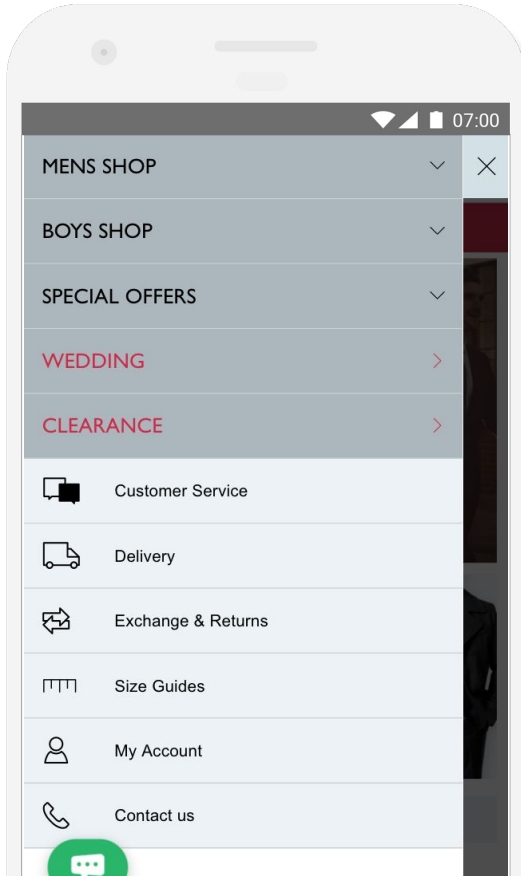 07:00
MENS SHOP
BOYS SHOP
SPECIAL OFFERS
WEDDING
CLEARANCE
Customer Service
Delivery
Exchange & Returns
Size Guides
My Account
Contact us